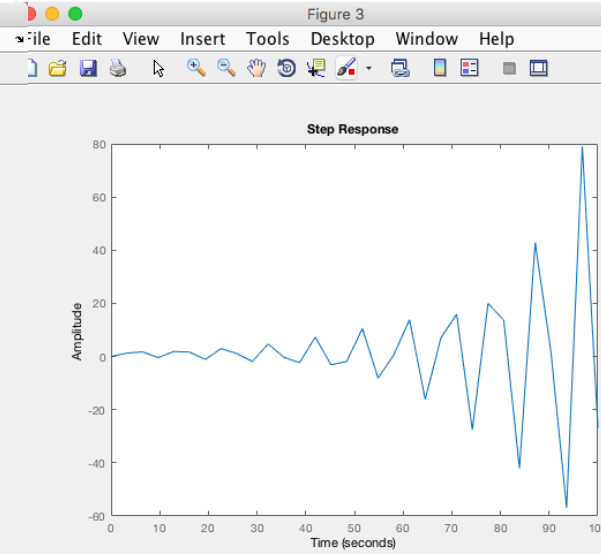 Figure 3
File Edit View Insert Tools Desktop Window Help
Step Response
80
60
40
20
0
-20
-40
-60
Amplitude
0 10 20 30 40 50 60 70 80 90 10
Time (seconds)